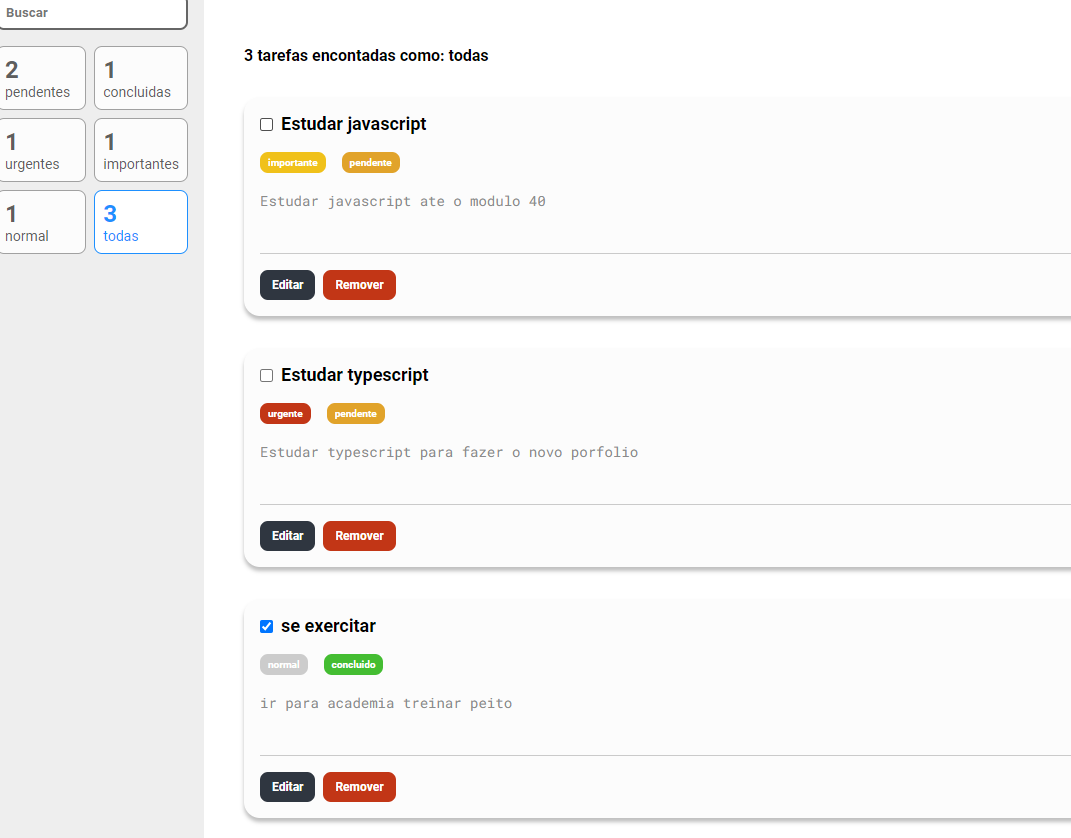 Buscar
2
pendentes
1
concluidas
1
urgentes
1
importantes
1
normal
3
todas
3 tarefas encontadas como: todas
Estudar javascript
importante pendente
Estudar javascript ate o modulo 40
Editar Remover
Estudar typescript
urgente pendente
Estudar typescript para fazer o novo porfolio
Editar Remover
se exercitar
normal concluido
ir para academia treinar peito
Editar Remover